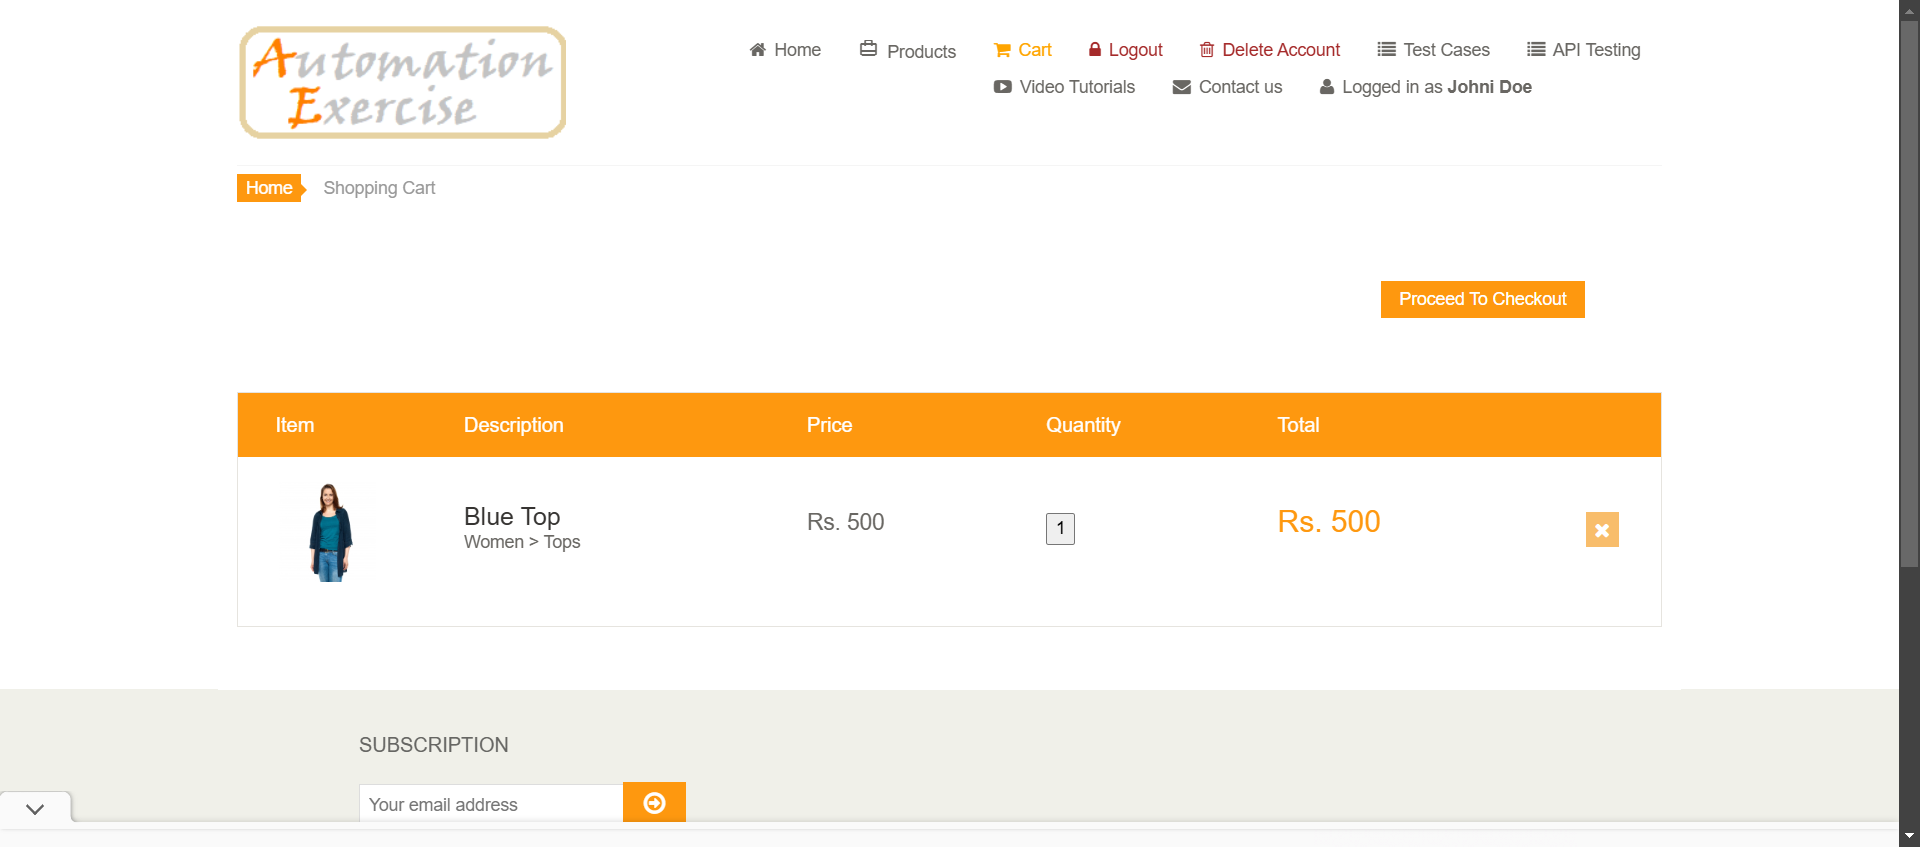 Automation
Exercise
Home Products Cart Logout Delete Account Test Cases API Testing
Video Tutorials Contact us Logged in as Johni Doe
Home Shopping Cart
Proceed To Checkout
Item Description Price Quantity Total
Blue Top
Women > Tops
Rs. 500
1
Rs. 500
SUBSCRIPTION
Your email address